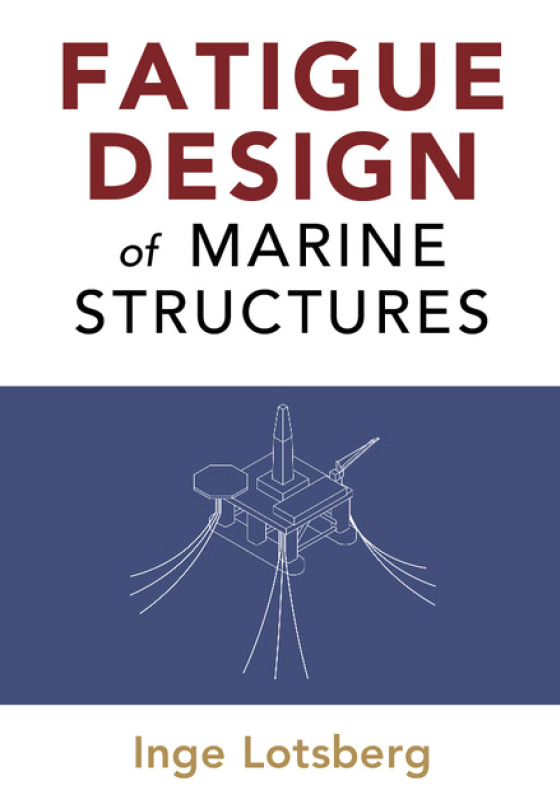 FATIGUE
DESIGN
of MARINE
STRUCTURES
Inge Lotsberg